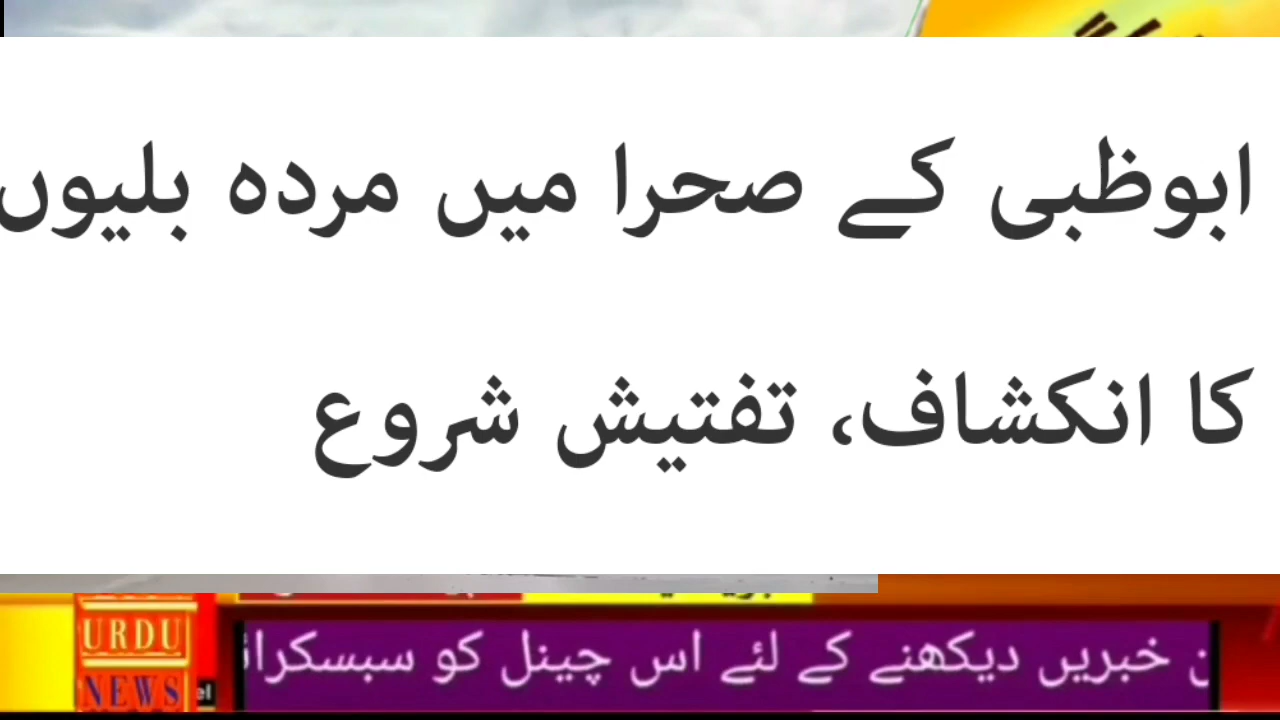 ابوظبی کے صحرا میں مردہ بلیوں
کا انکشاف، تفتیش شروع
URDU
NEWS
خبریں دیکھنے کے لئے اس چینل کو